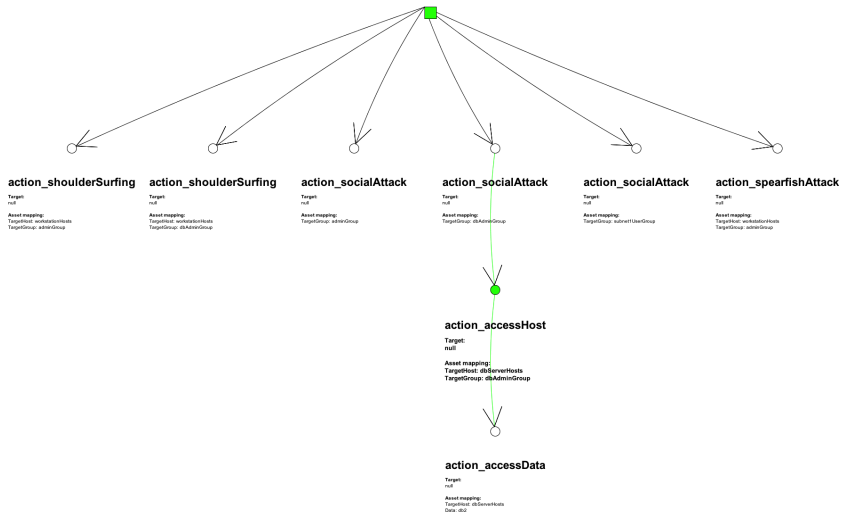 action_shoulderSurfing
Target:
null
Asset mapping:
TargetHost: workstationHosts
TargetGroup: adminGroup
action_shoulderSurfing
Target:
null
Asset mapping:
TargetHost: workstationHosts
TargetGroup: dbAdminGroup
action_socialAttack
Target:
null
Asset mapping:
TargetGroup: adminGroup
action_socialAttack
Target:
null
Asset mapping:
TargetGroup: dbAdminGroup
action_socialAttack
Target:
null
Asset mapping:
TargetGroup: subnet1UserGroup
action_spearfishAttack
Target:
null
Asset mapping:
TargetHost: workstationHosts
TargetGroup: adminGroup
action_accessHost
Target:
null
Asset mapping:
TargetHost: dbServerHosts
TargetGroup: dbAdminGroup
action_accessData
Target:
null
Asset mapping:
TargetHost: dbServerHosts
Data: db2